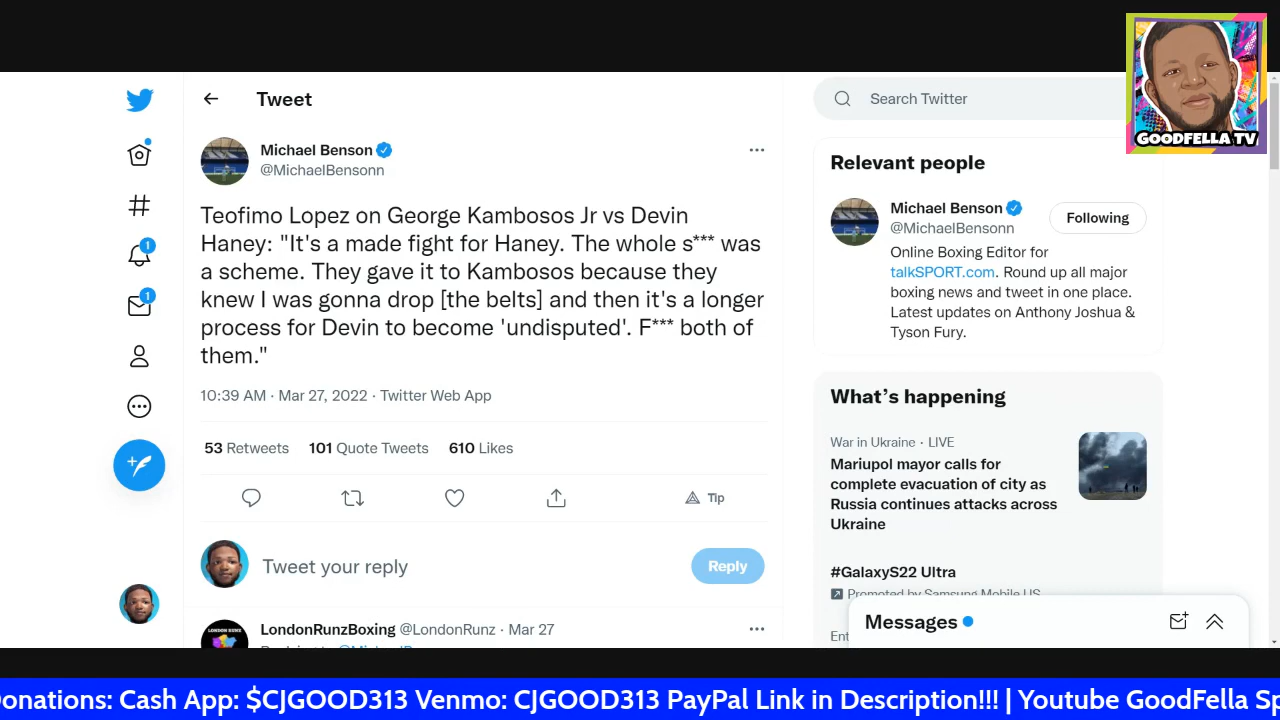 GOODFELLA TV
Tweet
Search Twitter
Michael Benson
@MichaelBensonn
Teofimo Lopez on George Kambosos Jr vs Devin
Haney: "It's a made fight for Haney. The whole s*** was
a scheme. They gave it to Kambosos because they
knew I was gonna drop [the belts] and then it's a longer
process for Devin to become 'undisputed'. F*** both of
them."
10:39 AM · Mar 27, 2022 · Twitter Web App
53 Retweets 101 Quote Tweets 610 Likes
Tip
Tweet your reply
Reply
LONDON RUNZ
LondonRunzBoxing @LondonRunz · Mar 27
Relevant people
Michael Benson
@MichaelBensonn
Following
Online Boxing Editor for
talkSPORT.com. Round up all major
boxing news and tweet in one place.
Latest updates on Anthony Joshua &
Tyson Fury.
What's happening
War in Ukraine · LIVE
Mariupol mayor calls for
complete evacuation of city as
Russia continues attacks across
Ukraine
#GalaxyS22 Ultra
Promoted by Samsung Mobile US
Messages
1
1
Donations: Cash App: $CJGOOD313 Venmo: CJGOOD313 PayPal Link in Description!!! | Youtube GoodFella